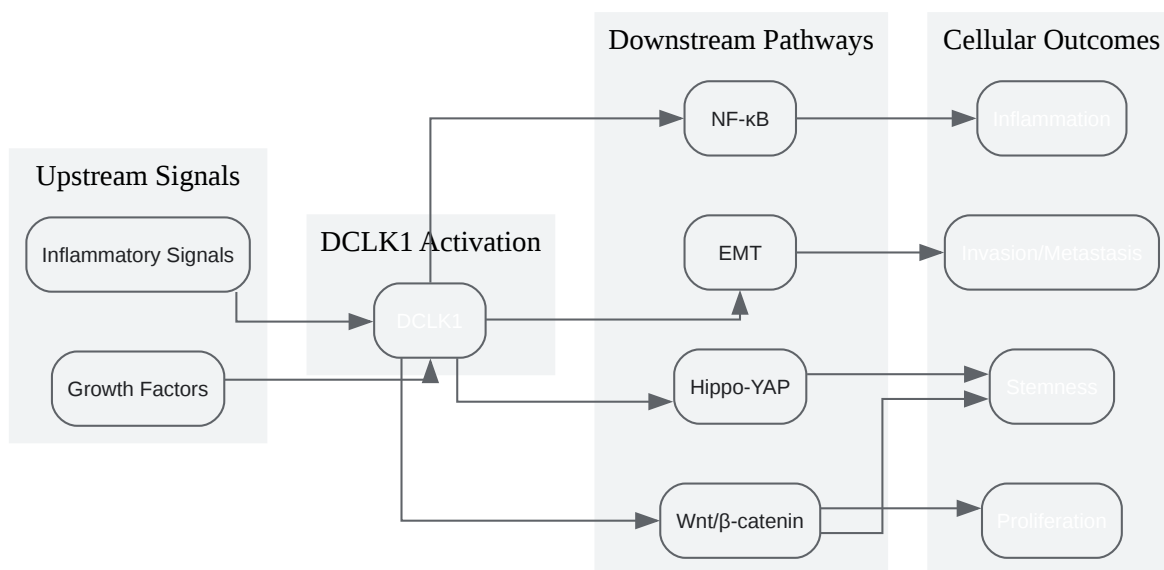 Upstream Signals
Inflammatory Signals
Growth Factors
DCLK1 Activation
DCLK1
Downstream Pathways
NF-κB
EMT
Hippo-YAP
Wnt/β-catenin
Cellular Outcomes
Inflammation
Invasion/Metastasis
Stemness
Proliferation